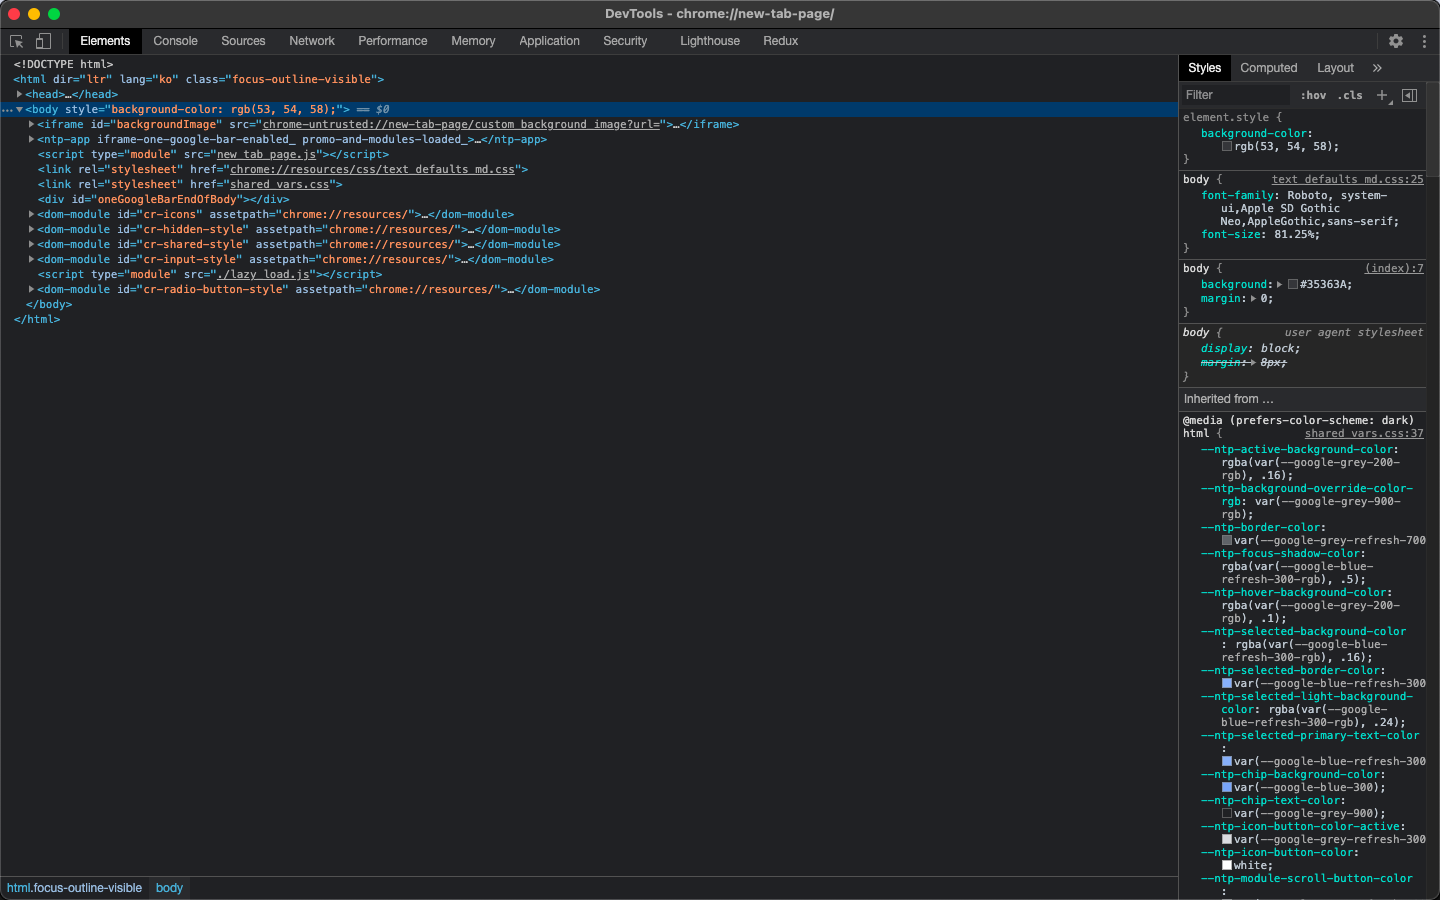 DevTools - chrome://new-tab-page/
Elements Console Sources Network Performance Memory Application Security Lighthouse Redux
<!DOCTYPE html>
<html dir="ltr" lang="ko" class="focus-outline-visible">
<head>…</head>
<body style="background-color: rgb(53, 54, 58);"> == $0
<iframe id="backgroundImage" src="chrome-untrusted://new-tab-page/custom_background_image?url=">…</iframe>
<ntp-app iframe-one-google-bar-enabled_ promo-and-modules-loaded_>…</ntp-app>
<script type="module" src="new_tab_page.js"></script>
<link rel="stylesheet" href="chrome://resources/css/text_defaults_md.css">
<link rel="stylesheet" href="shared_vars.css">
<div id="oneGoogleBarEndOfBody"></div>
<dom-module id="cr-icons" assetpath="chrome://resources/">…</dom-module>
<dom-module id="cr-hidden-style" assetpath="chrome://resources/">…</dom-module>
<dom-module id="cr-shared-style" assetpath="chrome://resources/">…</dom-module>
<dom-module id="cr-input-style" assetpath="chrome://resources/">…</dom-module>
<script type="module" src="./lazy_load.js"></script>
<dom-module id="cr-radio-button-style" assetpath="chrome://resources/">…</dom-module>
</body>
</html>
html.focus-outline-visible body
Styles Computed Layout »
Filter :hov .cls +
element.style {
background-color:
rgb(53, 54, 58);
}
body { text_defaults_md.css:25
font-family: Roboto, system-
ui,Apple SD Gothic
Neo,AppleGothic,sans-serif;
font-size: 81.25%;
}
body { (index):7
background: #35363A;
margin: 0;
}
body { user agent stylesheet
display: block;
margin: 8px;
}
Inherited from …
@media (prefers-color-scheme: dark)
html { shared_vars.css:37
--ntp-active-background-color:
rgba(var(--google-grey-200-
rgb), .16);
--ntp-background-override-color-
rgb: var(--google-grey-900-
rgb);
--ntp-border-color:
var(--google-grey-refresh-700
--ntp-focus-shadow-color:
rgba(var(--google-blue-
refresh-300-rgb), .5);
--ntp-hover-background-color:
rgba(var(--google-grey-200-
rgb), .1);
--ntp-selected-background-color
: rgba(var(--google-blue-
refresh-300-rgb), .16);
--ntp-selected-border-color:
var(--google-blue-refresh-300
--ntp-selected-light-background-
color: rgba(var(--google-
blue-refresh-300-rgb), .24);
--ntp-selected-primary-text-color
:
var(--google-blue-refresh-300
--ntp-chip-background-color:
var(--google-blue-300);
--ntp-chip-text-color:
var(--google-grey-900);
--ntp-icon-button-color-active:
var(--google-grey-refresh-300
--ntp-icon-button-color:
white;
--ntp-module-scroll-button-color
: